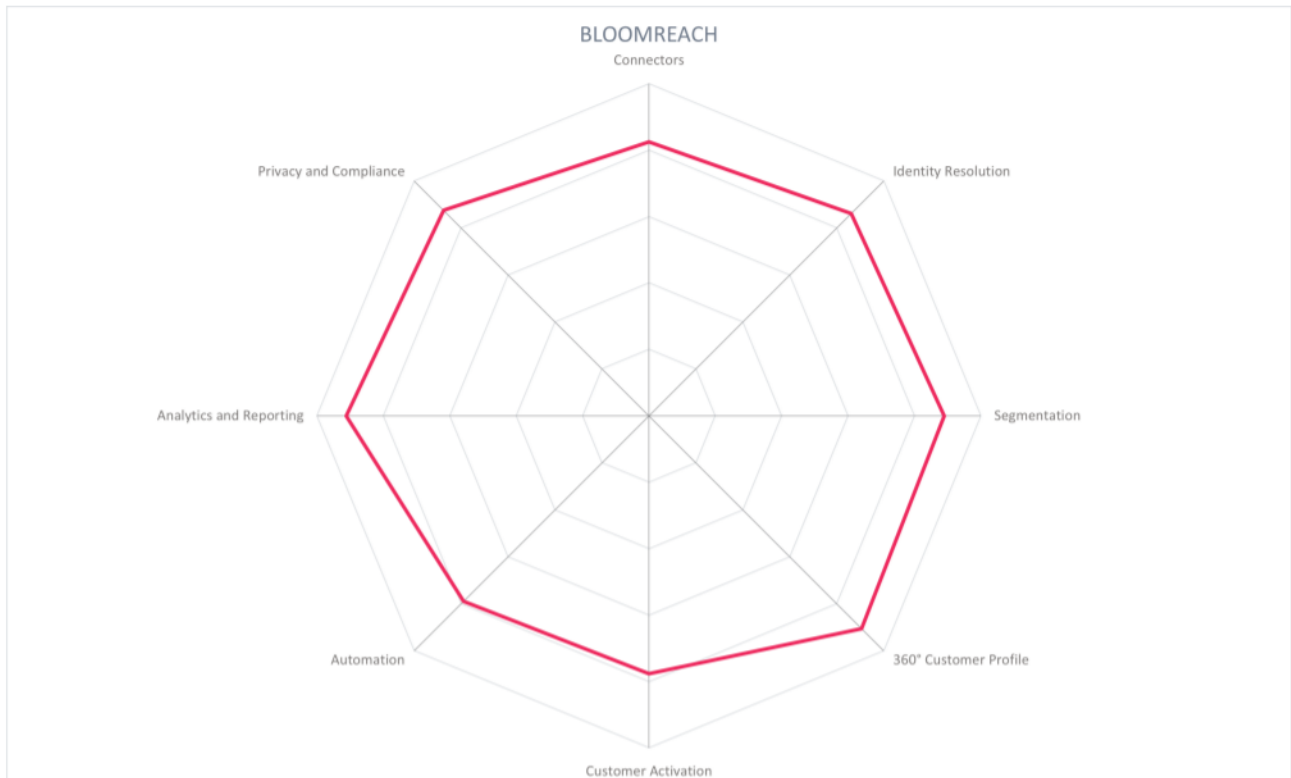 BLOOMREACH
Connectors
Privacy and Compliance
Identity Resolution
Analytics and Reporting
Segmentation
Automation
360° Customer Profile
Customer Activation